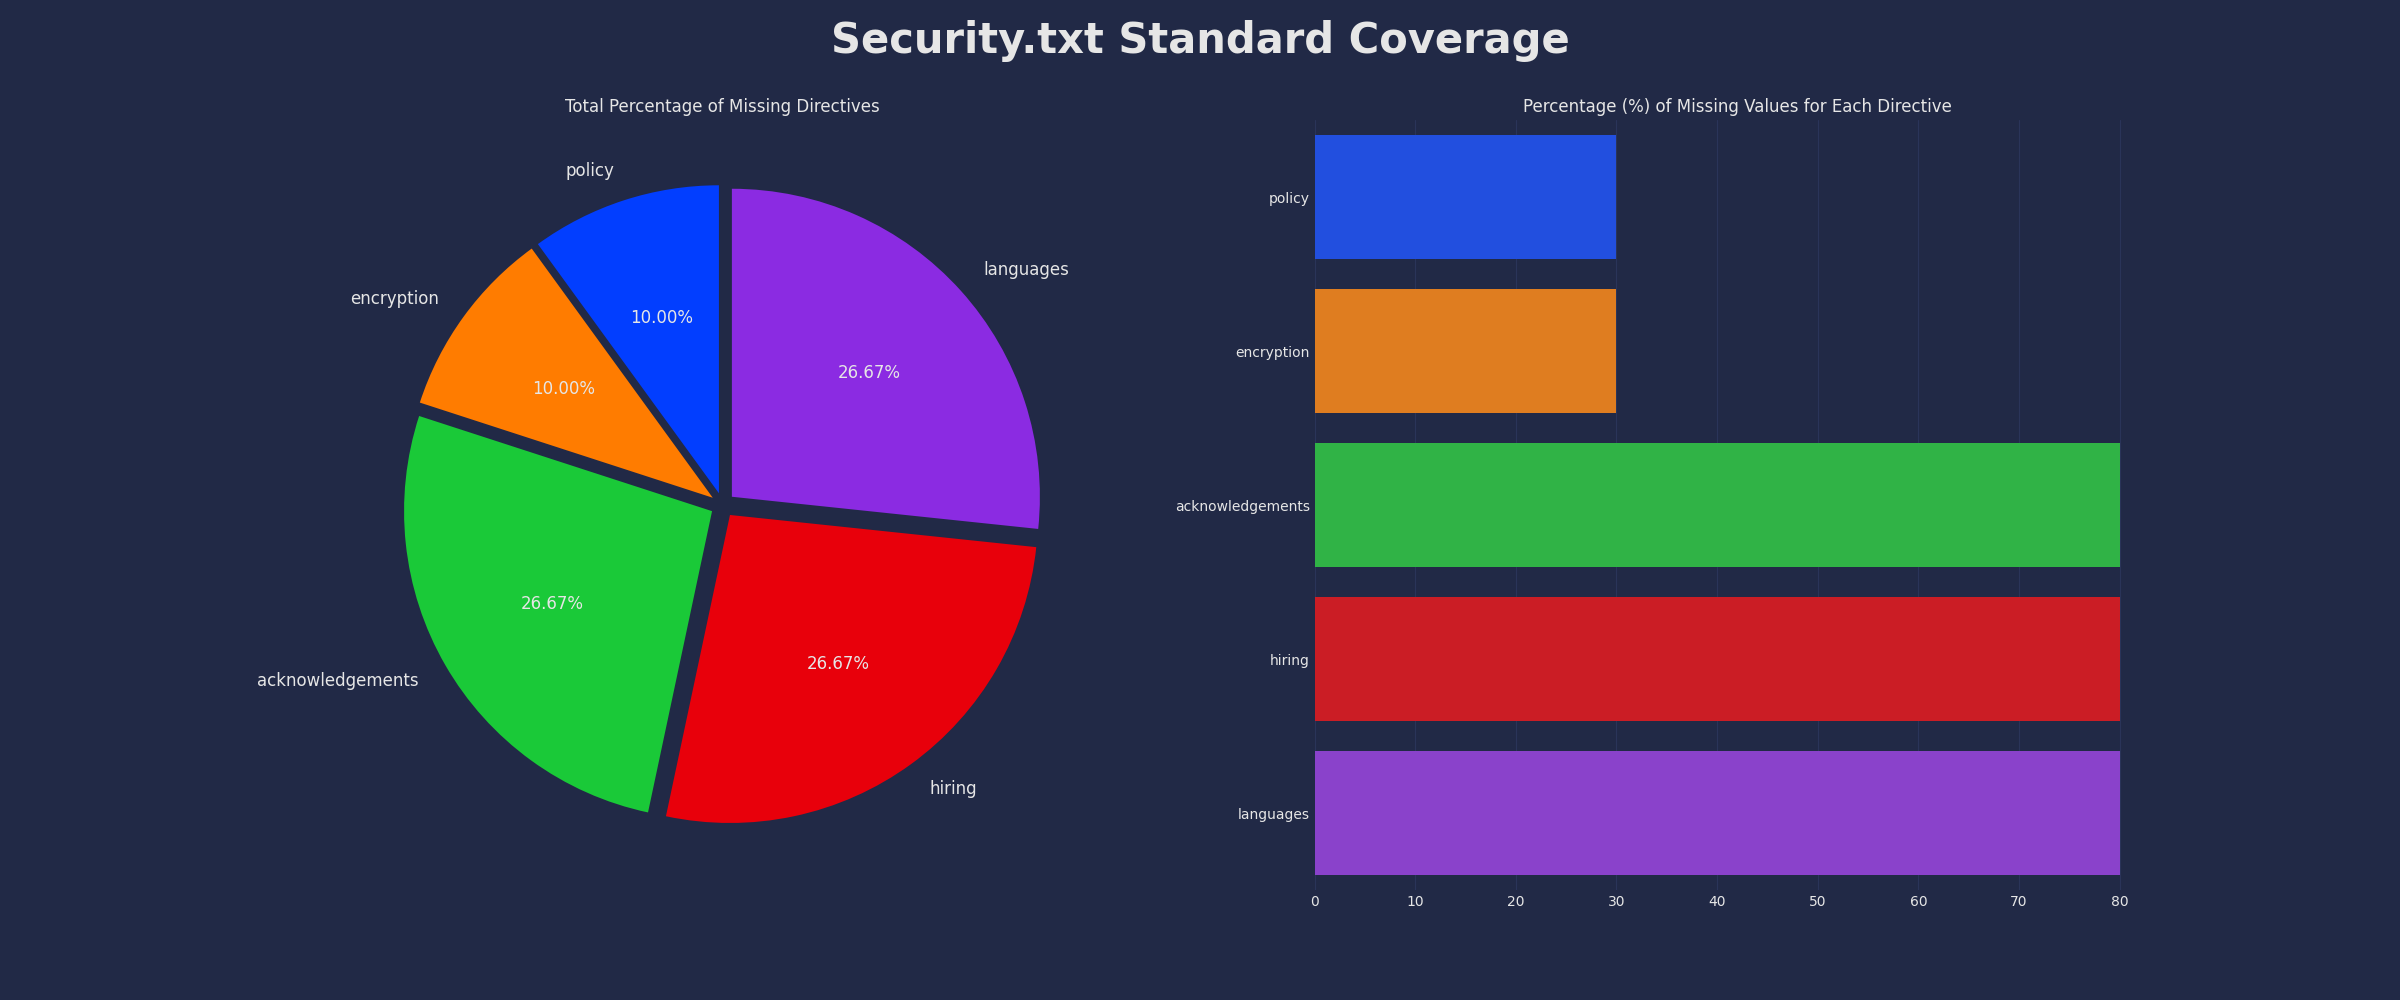 Security.txt Standard Coverage
Total Percentage of Missing Directives
policy
languages
encryption
10.00%
26.67%
10.00%
26.67%
26.67%
acknowledgements
hiring
Percentage (%) of Missing Values for Each Directive
policy
encryption
acknowledgements
hiring
languages
0 10 20 30 40 50 60 70 80